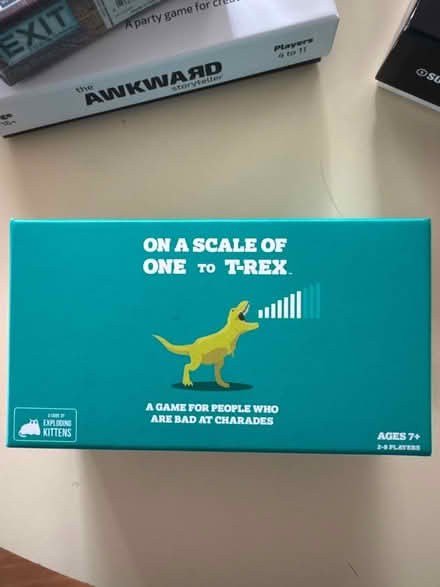 EXIT
A party game for
the
AWKWARD
storyteller
Players
4 to 11
16+
ON A SCALE OF
ONE TO T-REX
A GAME FOR PEOPLE WHO
ARE BAD AT CHARADES
A GAME BY
EXPLODING
KITTENS
AGES 7+
2-8 PLAYERS